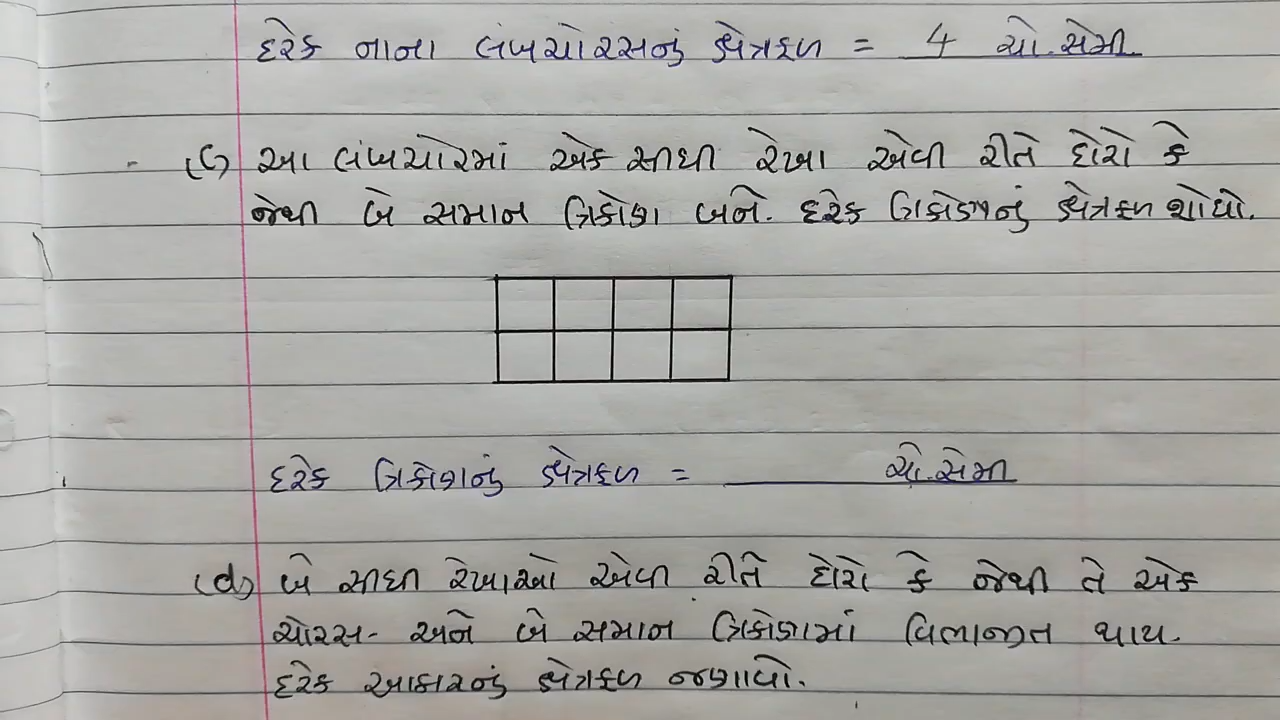 દરેક નાના લંબચોરસનું ક્ષેત્રફળ = 4 ચો.સેમી
(c) આ લંબચોરસમાં એક સીધી રેખા એવી રીતે દોરો કે
જેથી બે સમાન ત્રિકોણ બને. દરેક ત્રિકોણનું ક્ષેત્રફળ શોધો.
દરેક ત્રિકોણનું ક્ષેત્રફળ = ________ ચો.સેમી
(d) બે સીધી રેખાઓ એવી રીતે દોરો કે જેથી તે એક
ચોરસ- અને બે સમાન ત્રિકોણમાં વિભાજીત થાય.
દરેક આકારનું ક્ષેત્રફળ જણાવો.